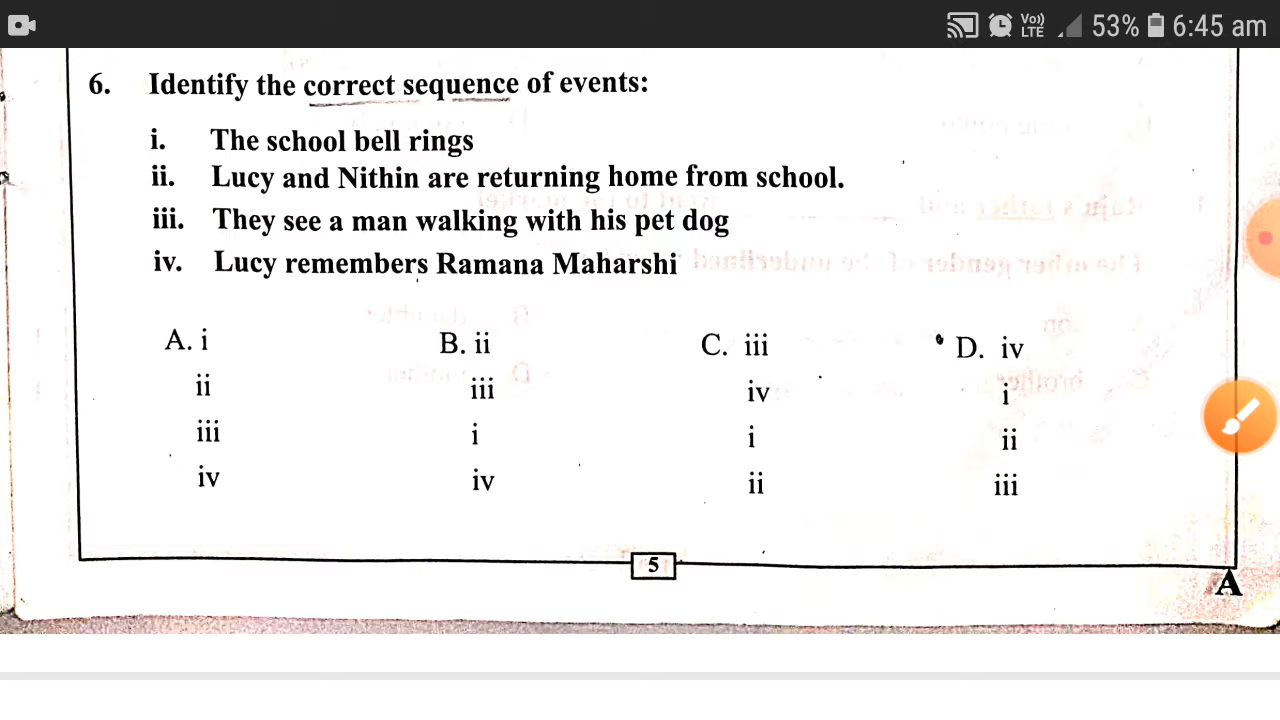 Vo))
LTE
53%
6:45 am
6. Identify the correct sequence of events:
i. The school bell rings
ii. Lucy and Nithin are returning home from school.
iii. They see a man walking with his pet dog
iv. Lucy remembers Ramana Maharshi
A. i B. ii C. iii D. iv
ii iii iv i
iii i i ii
iv iv ii iii
5
A